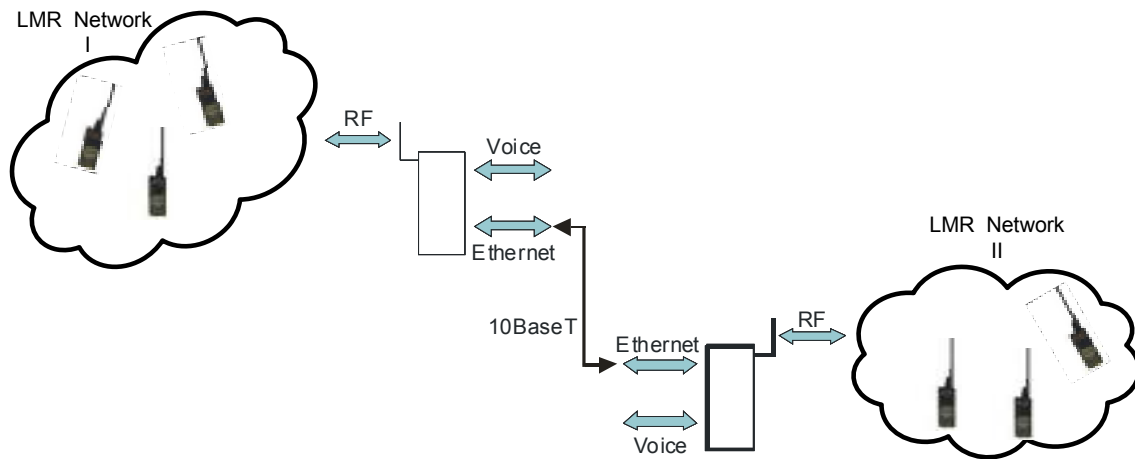 LMR Network
I
RF
Voice
Ethernet
10BaseT
LMR Network
II
Ethernet
RF
Voice